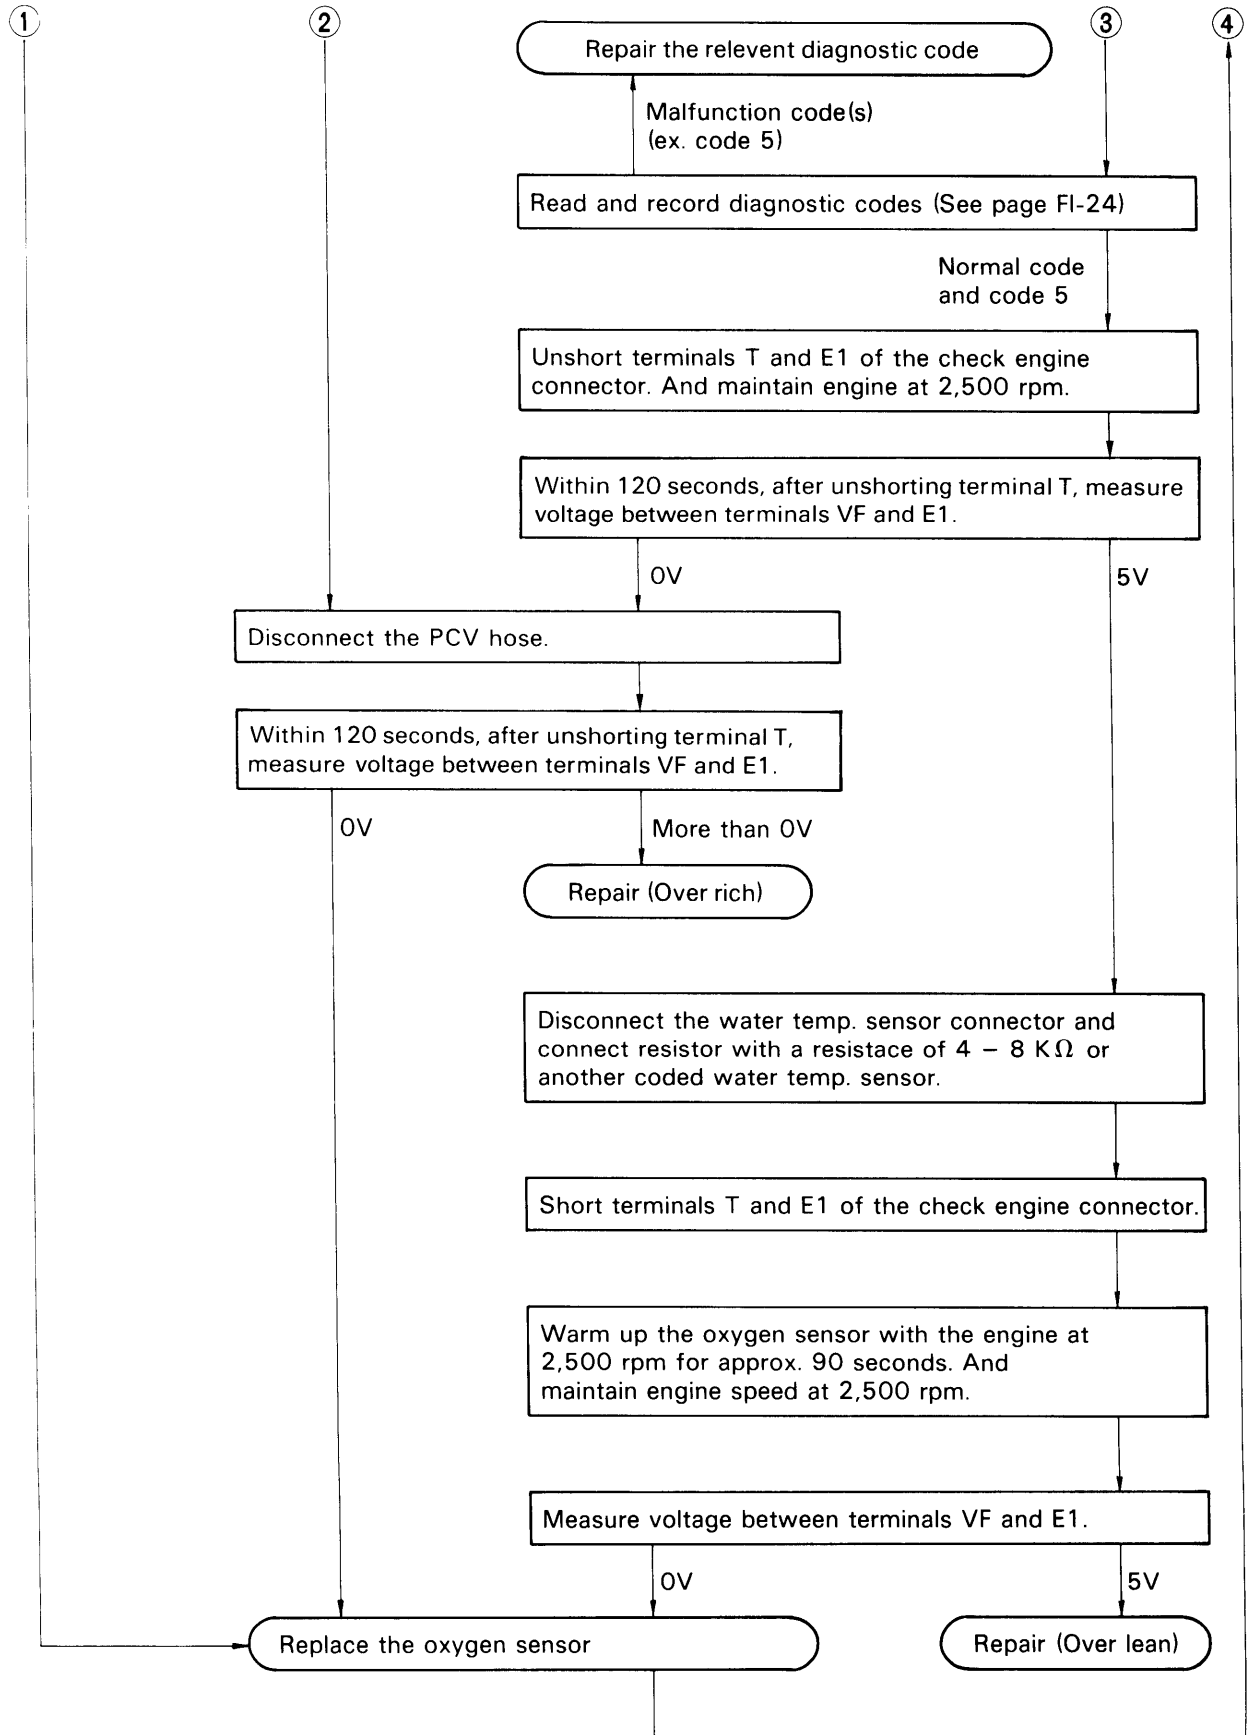 ① ② ③ ④
Repair the relevent diagnostic code
Malfunction code(s)
(ex. code 5)
Read and record diagnostic codes (See page FI-24)
Normal code
and code 5
Unshort terminals T and E1 of the check engine
connector. And maintain engine at 2,500 rpm.
Within 120 seconds, after unshorting terminal T, measure
voltage between terminals VF and E1.
0V
5V
Disconnect the PCV hose.
Within 120 seconds, after unshorting terminal T,
measure voltage between terminals VF and E1.
0V
More than 0V
Repair (Over rich)
Disconnect the water temp. sensor connector and
connect resistor with a resistace of 4 – 8 KΩ or
another coded water temp. sensor.
Short terminals T and E1 of the check engine connector.
Warm up the oxygen sensor with the engine at
2,500 rpm for approx. 90 seconds. And
maintain engine speed at 2,500 rpm.
Measure voltage between terminals VF and E1.
0V
5V
Replace the oxygen sensor
Repair (Over lean)